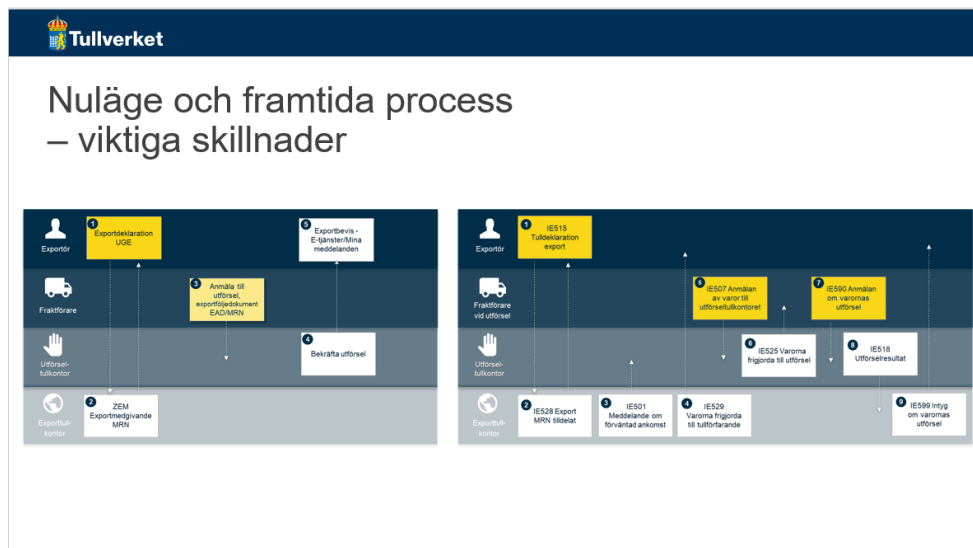 Tullverket
Nuläge och framtida process
– viktiga skillnader
Exportör
1
Exportdeklaration
UGE
5
Exportbevis -
E-tjänster/Mina
meddelanden
Fraktförare
3
Anmäla till
utförsel,
exportföljedokument
EAD/MRN
Utförsel-
tullkontor
4
Bekräfta utförsel
Exporttull-
kontor
2
ZEM
Exportmedgivande
MRN
Exportör
1
IE515
Tulldeklaration
export
Fraktförare
vid utförsel
5
IE507 Anmälan
av varor till
utförseltullkontoret
7
IE590 Anmälan
om varornas
utförsel
Utförsel-
tullkontor
6
IE525 Varorna
frigjorda till utförsel
8
IE518
Utförselresultat
Exporttull-
kontor
2
IE528 Export
MRN tilldelat
3
IE501
Meddelande om
förväntad ankomst
4
IE529
Varorna frigjorda
till tullförfarande
9
IE599 Intyg
om varornas
utförsel